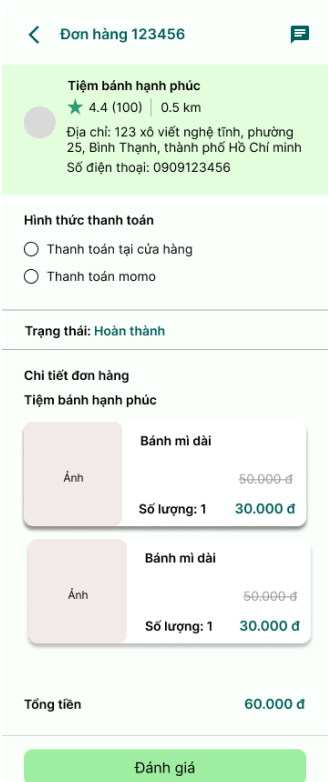 Đơn hàng 123456
Tiệm bánh hạnh phúc
4.4 (100) 0.5 km
Địa chỉ: 123 xô viết nghệ tĩnh, phường
25, Bình Thạnh, thành phố Hồ Chí minh
Số điện thoại: 0909123456
Hình thức thanh toán
Thanh toán tại cửa hàng
Thanh toán momo
Trạng thái: Hoàn thành
Chi tiết đơn hàng
Tiệm bánh hạnh phúc
Bánh mì dài
Ảnh
50.000 đ
Số lượng: 1 30.000 đ
Bánh mì dài
Ảnh
50.000 đ
Số lượng: 1 30.000 đ
Tổng tiền 60.000 đ
Đánh giá